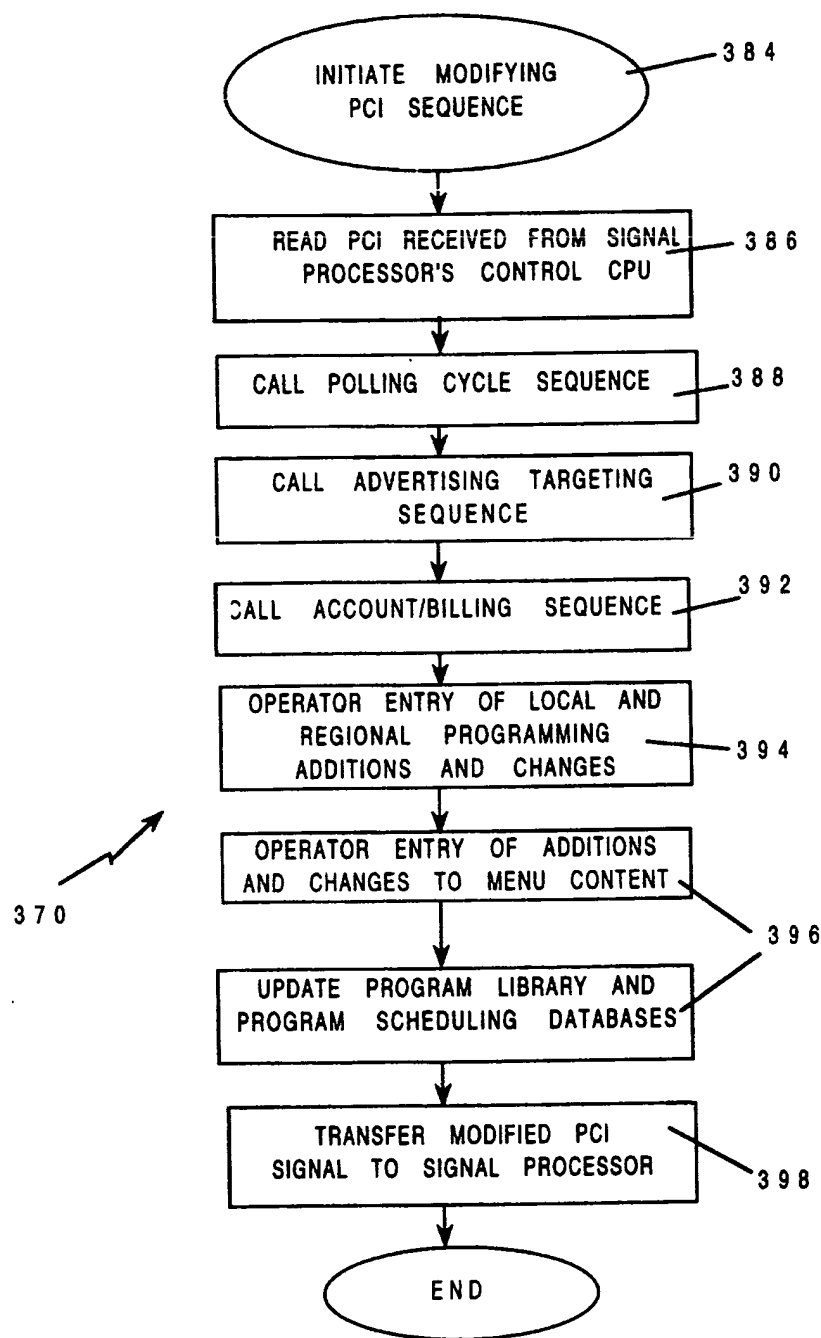 INITIATE MODIFYING
PCI SEQUENCE
384
READ PCI RECEIVED FROM SIGNAL
PROCESSOR'S CONTROL CPU
386
CALL POLLING CYCLE SEQUENCE
388
CALL ADVERTISING TARGETING
SEQUENCE
390
CALL ACCOUNT/BILLING SEQUENCE
392
OPERATOR ENTRY OF LOCAL AND
REGIONAL PROGRAMMING
ADDITIONS AND CHANGES
394
OPERATOR ENTRY OF ADDITIONS
AND CHANGES TO MENU CONTENT
370
396
UPDATE PROGRAM LIBRARY AND
PROGRAM SCHEDULING DATABASES
TRANSFER MODIFIED PCI
SIGNAL TO SIGNAL PROCESSOR
398
END